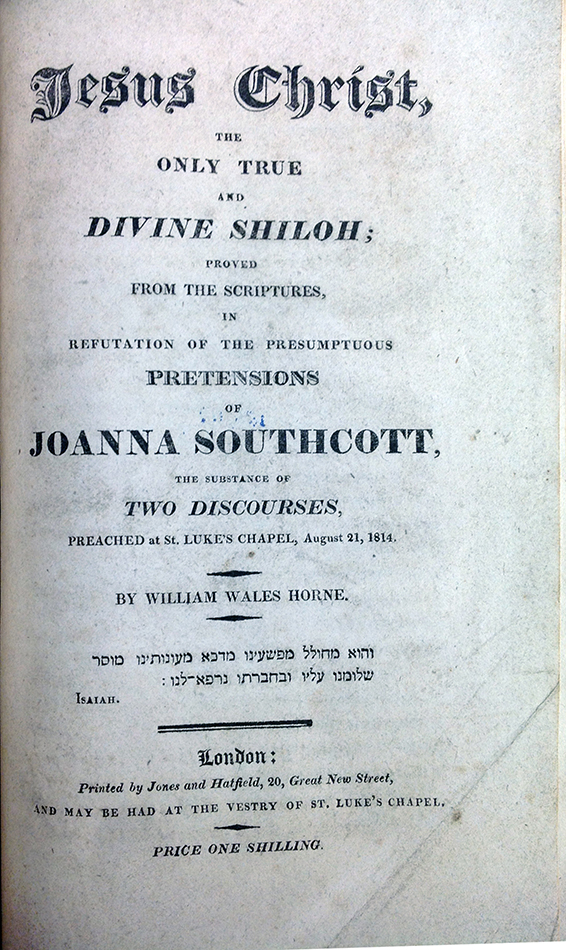 Jesus Christ,
THE
ONLY TRUE
AND
DIVINE SHILOH;
PROVED
FROM THE SCRIPTURES,
IN
REFUTATION OF THE PRESUMPTUOUS
PRETENSIONS
OF
JOANNA SOUTHCOTT,
THE SUBSTANCE OF
TWO DISCOURSES,
PREACHED at St. LUKE'S CHAPEL, August 21, 1814.
BY WILLIAM WALES HORNE.
והוא מחולל מפשעינו מדכא מעונותינו מוסר
שלומנו עליו ובחברתו נרפא־לנו :
ISAIAH.
London:
Printed by Jones and Hatfield, 20, Great New Street,
AND MAY BE HAD AT THE VESTRY OF ST. LUKE'S CHAPEL.
PRICE ONE SHILLING.